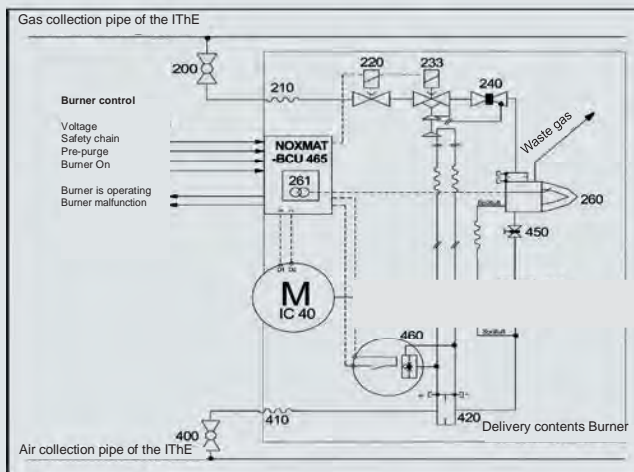 Gas collection pipe of the IThE
200
210
220
233
240
Waste gas
Burner control
Voltage
Safety chain
Pre-purge
Burner On
Burner is operating
Burner malfunction
NOXMAT
-BCU 465
261
260
450
M
IC 40
460
410
420
400
Delivery contents Burner
Air collection pipe of the IThE